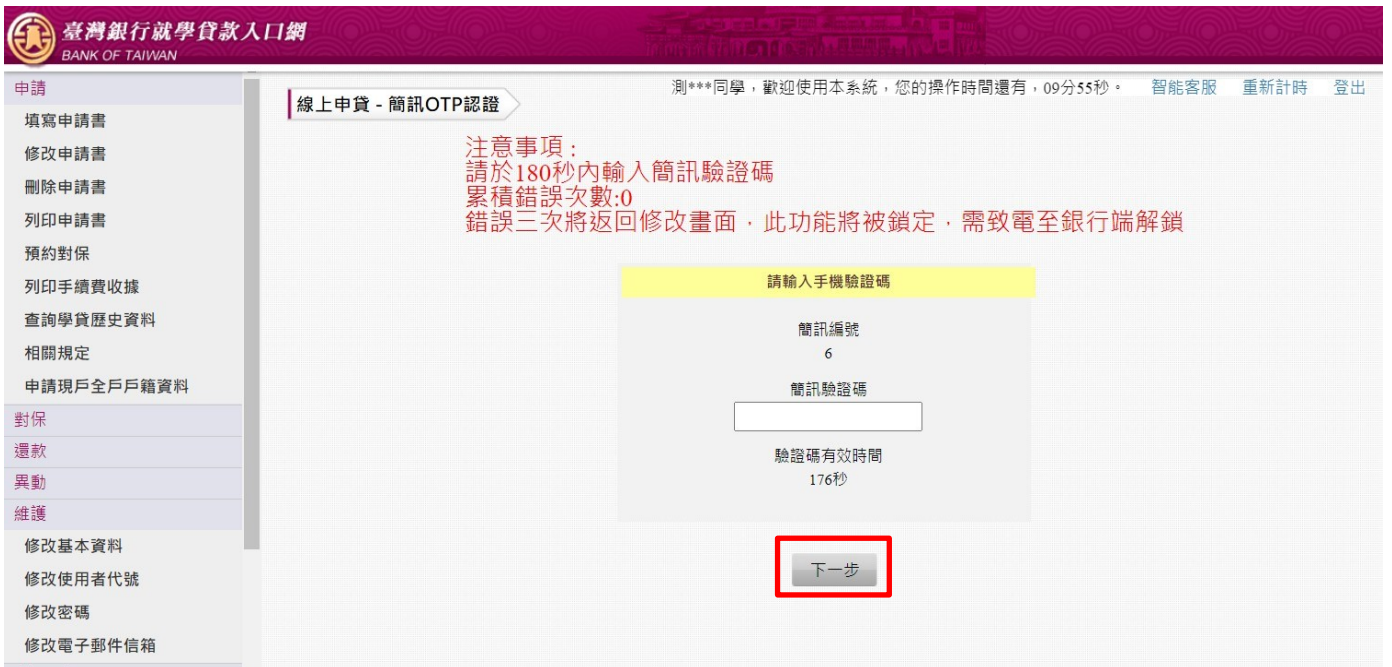 臺灣銀行就學貸款入口網
BANK OF TAIWAN
測***同學，歡迎使用本系統，您的操作時間還有，09分55秒。 智能客服 重新計時 登出
申請
填寫申請書
修改申請書
刪除申請書
列印申請書
預約對保
列印手續費收據
查詢學貸歷史資料
相關規定
申請現戶全戶戶籍資料
對保
還款
異動
維護
修改基本資料
修改使用者代號
修改密碼
修改電子郵件信箱
線上申貸 - 簡訊OTP認證
注意事項：
請於180秒內輸入簡訊驗證碼
累積錯誤次數:0
錯誤三次將返回修改畫面，此功能將被鎖定，需致電至銀行端解鎖
請輸入手機驗證碼
簡訊編號
6
簡訊驗證碼
驗證碼有效時間
176秒
下一步